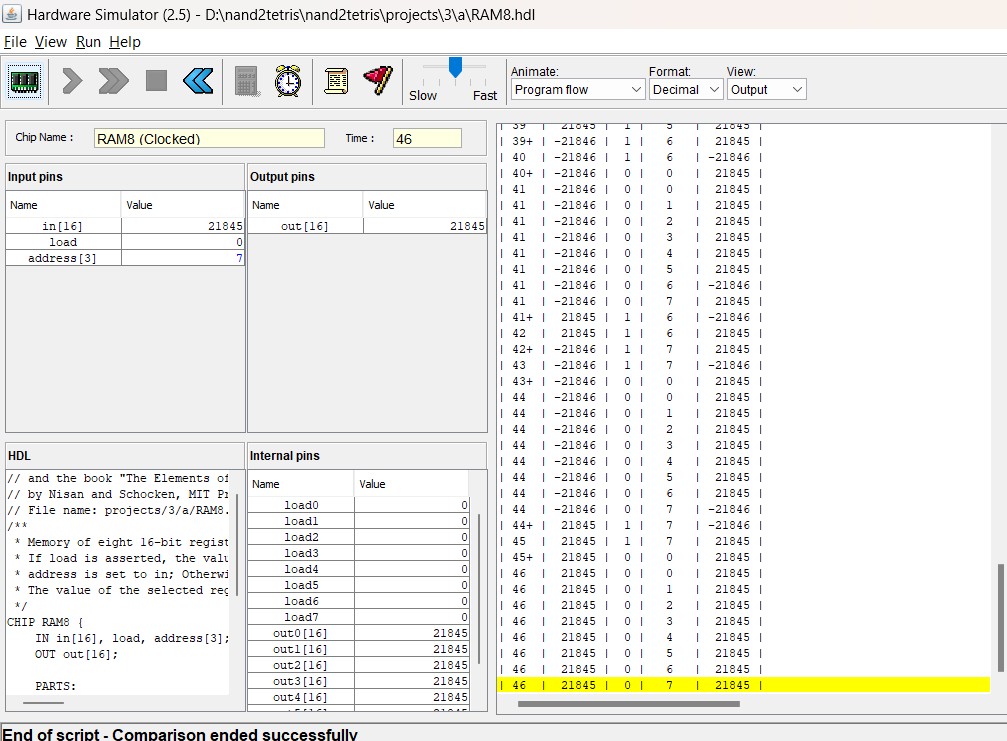 Hardware Simulator (2.5) - D:\nand2tetris\nand2tetris\projects\3\a\RAM8.hdl
File View Run Help
Slow Fast
Animate: Format: View:
Program flow Decimal Output
Chip Name : RAM8 (Clocked) Time : 46
Input pins
Name Value
in[16] 21845
load 0
address[3] 7
Output pins
Name Value
out[16] 21845
HDL
// and the book "The Elements of
// by Nisan and Schocken, MIT Pr
// File name: projects/3/a/RAM8.
/**
* Memory of eight 16-bit regist
* If load is asserted, the valu
* address is set to in; Otherwi
* The value of the selected reg
*/
CHIP RAM8 {
IN in[16], load, address[3];
OUT out[16];
PARTS:
Internal pins
Name Value
load0 0
load1 0
load2 0
load3 0
load4 0
load5 0
load6 0
load7 0
out0[16] 21845
out1[16] 21845
out2[16] 21845
out3[16] 21845
out4[16] 21845
| 39 | 21845 | 1 | 5 | 21845 |
| 39+ | -21846 | 1 | 6 | 21845 |
| 40 | -21846 | 1 | 6 | -21846 |
| 40+ | -21846 | 0 | 0 | 21845 |
| 41 | -21846 | 0 | 0 | 21845 |
| 41 | -21846 | 0 | 1 | 21845 |
| 41 | -21846 | 0 | 2 | 21845 |
| 41 | -21846 | 0 | 3 | 21845 |
| 41 | -21846 | 0 | 4 | 21845 |
| 41 | -21846 | 0 | 5 | 21845 |
| 41 | -21846 | 0 | 6 | -21846 |
| 41 | -21846 | 0 | 7 | 21845 |
| 41+ | 21845 | 1 | 6 | -21846 |
| 42 | 21845 | 1 | 6 | 21845 |
| 42+ | -21846 | 1 | 7 | 21845 |
| 43 | -21846 | 1 | 7 | -21846 |
| 43+ | -21846 | 0 | 0 | 21845 |
| 44 | -21846 | 0 | 0 | 21845 |
| 44 | -21846 | 0 | 1 | 21845 |
| 44 | -21846 | 0 | 2 | 21845 |
| 44 | -21846 | 0 | 3 | 21845 |
| 44 | -21846 | 0 | 4 | 21845 |
| 44 | -21846 | 0 | 5 | 21845 |
| 44 | -21846 | 0 | 6 | 21845 |
| 44 | -21846 | 0 | 7 | -21846 |
| 44+ | 21845 | 1 | 7 | -21846 |
| 45 | 21845 | 1 | 7 | 21845 |
| 45+ | 21845 | 0 | 0 | 21845 |
| 46 | 21845 | 0 | 0 | 21845 |
| 46 | 21845 | 0 | 1 | 21845 |
| 46 | 21845 | 0 | 2 | 21845 |
| 46 | 21845 | 0 | 3 | 21845 |
| 46 | 21845 | 0 | 4 | 21845 |
| 46 | 21845 | 0 | 5 | 21845 |
| 46 | 21845 | 0 | 6 | 21845 |
| 46 | 21845 | 0 | 7 | 21845 |
End of script - Comparison ended successfully